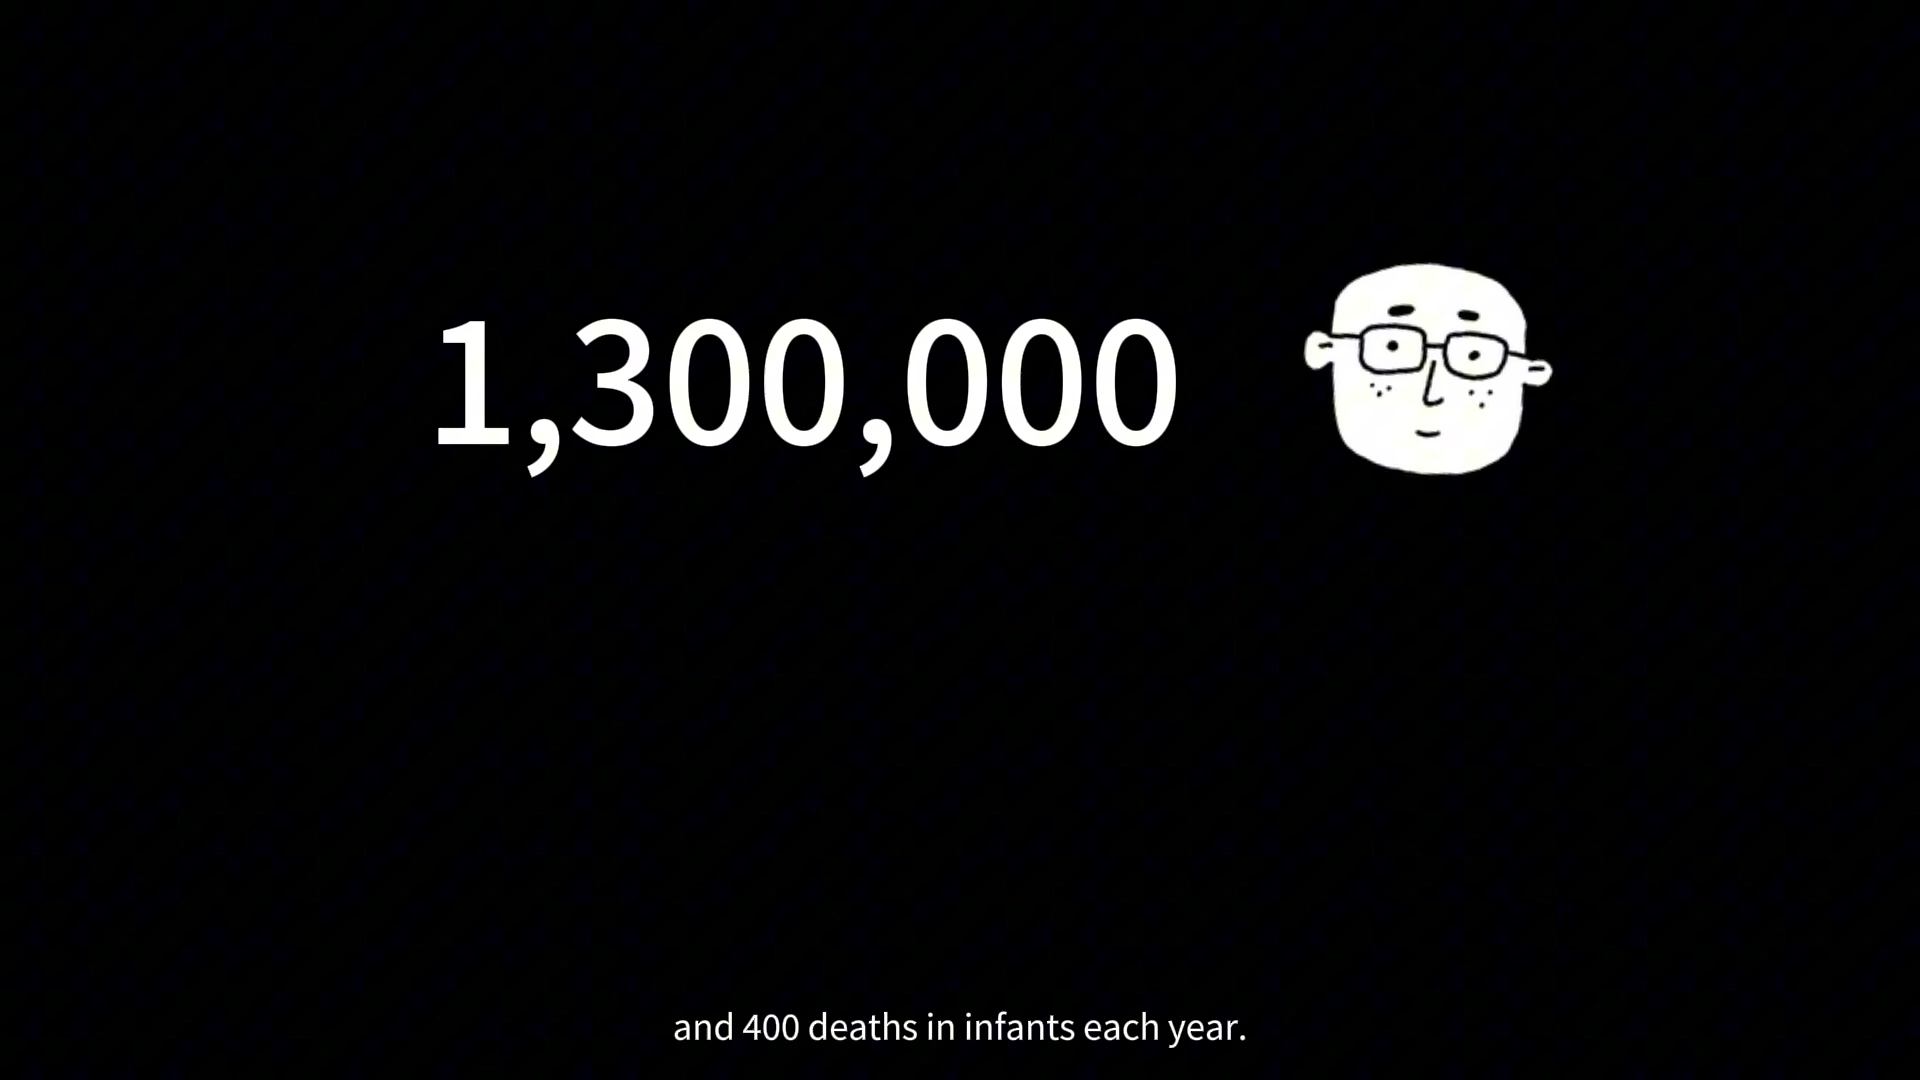 1,300,000
and 400 deaths in infants each year.